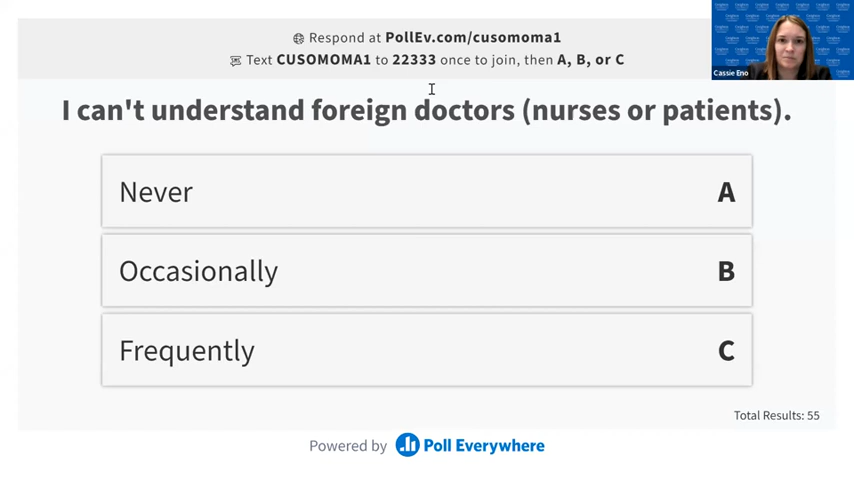 Respond at PollEv.com/cusomoma1
Text CUSOMOMA1 to 22333 once to join, then A, B, or C
Cassie Eno
I can't understand foreign doctors (nurses or patients).
Never A
Occasionally B
Frequently C
Total Results: 55
Powered by Poll Everywhere